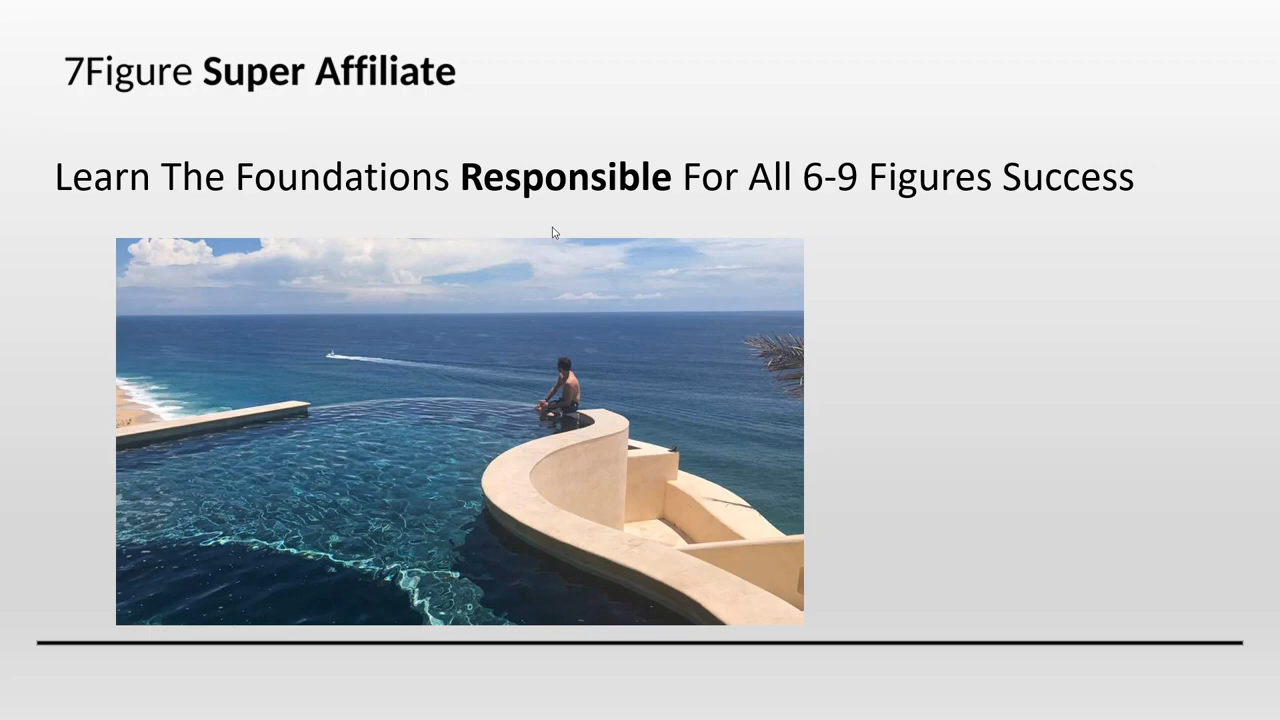 7Figure Super Affiliate
Learn The Foundations Responsible For All 6-9 Figures Success